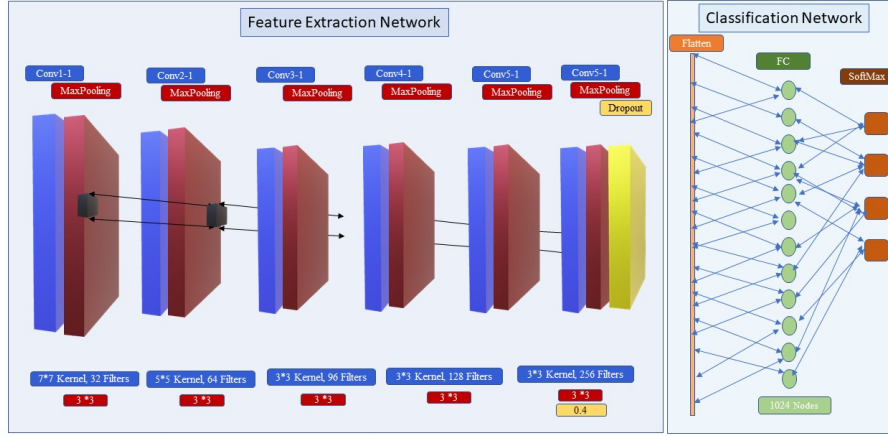 Feature Extraction Network
Classification Network
Conv1-1
MaxPooling
Conv2-1
MaxPooling
Conv3-1
MaxPooling
Conv4-1
MaxPooling
Conv5-1
MaxPooling
Conv5-1
MaxPooling
Dropout
7*7 Kernel, 32 Filters
3 *3
5*5 Kernel, 64 Filters
3 *3
3*3 Kernel, 96 Filters
3 *3
3*3 Kernel, 128 Filters
3 *3
3*3 Kernel, 256 Filters
3 *3
0.4
Flatten
FC
SoftMax
1024 Nodes